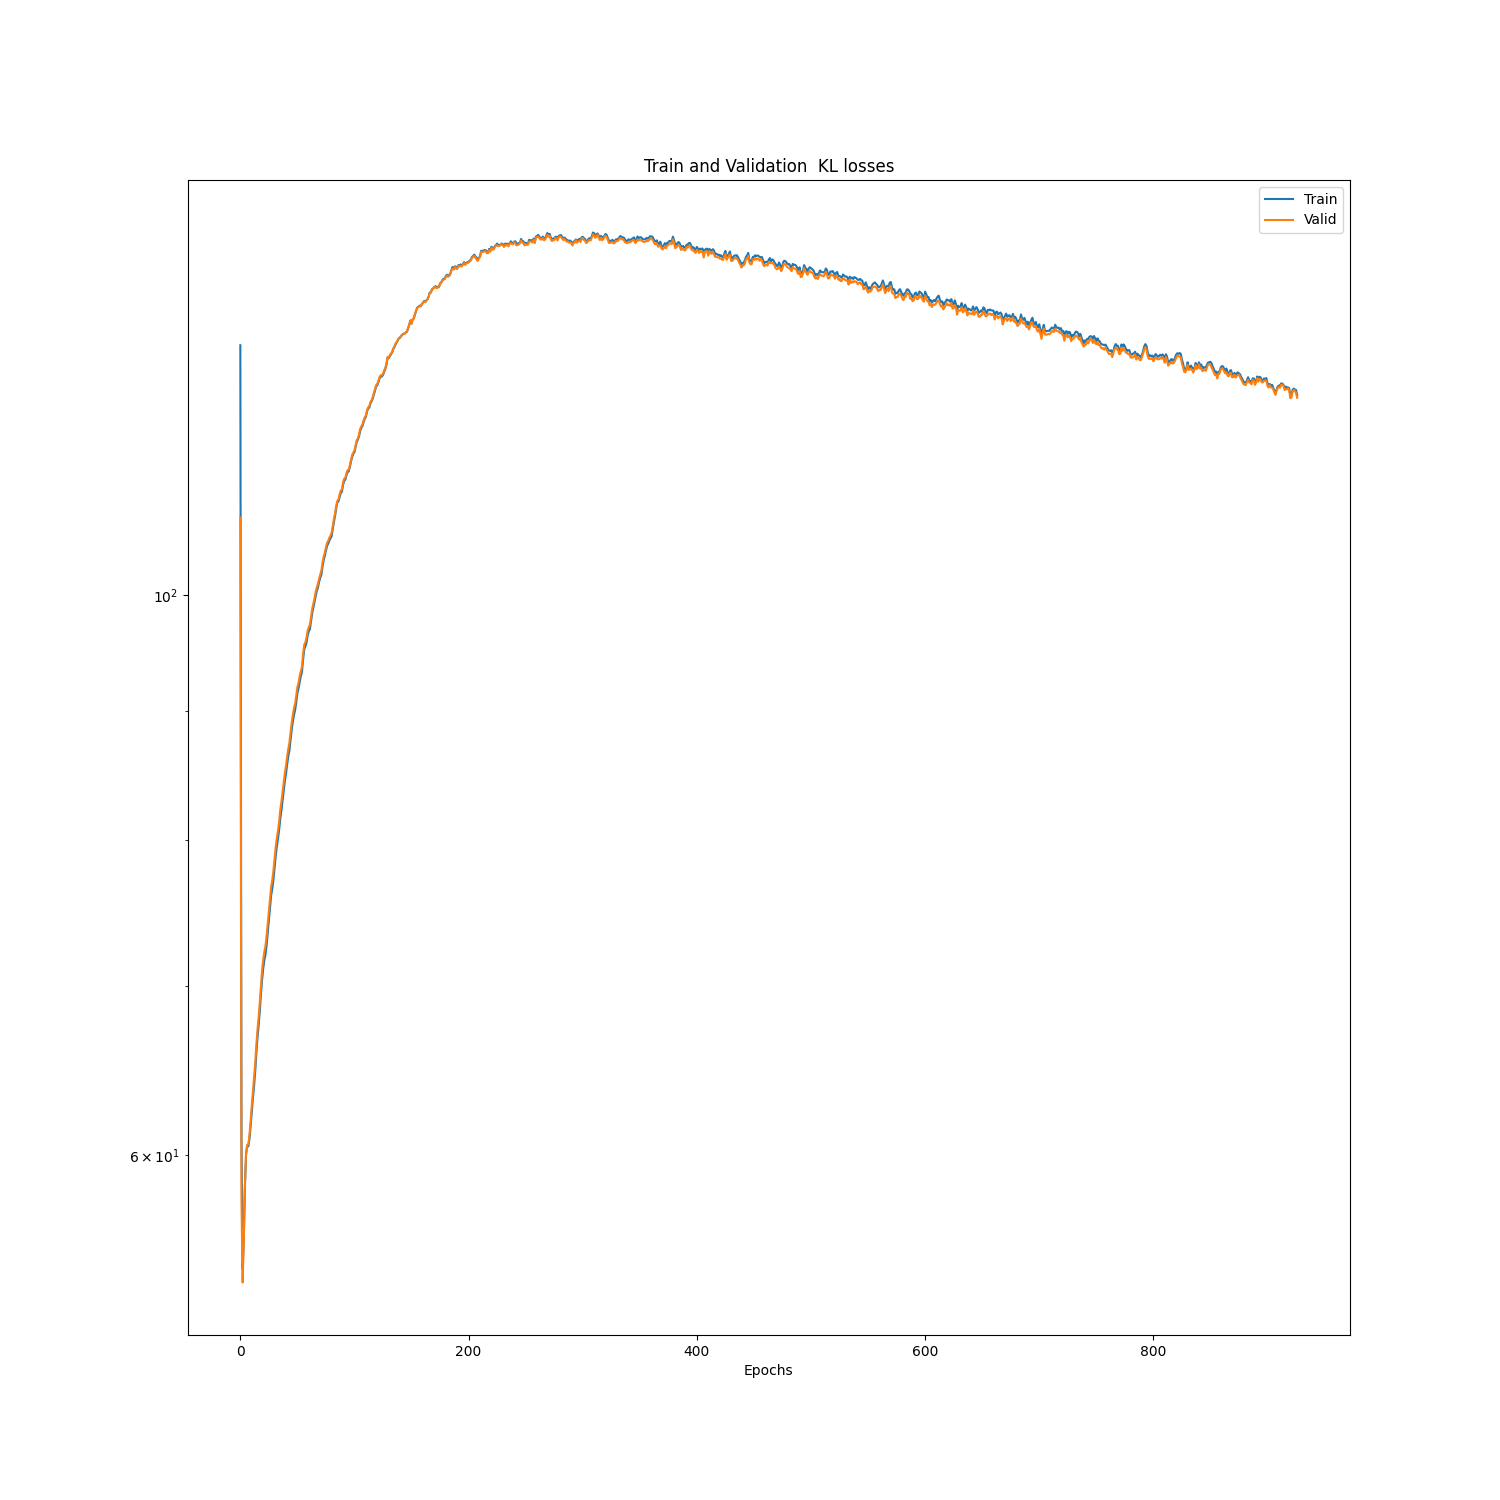 Train and Validation  KL losses
Train
Valid
10²
6 × 10¹
0 200 400 600 800
Epochs